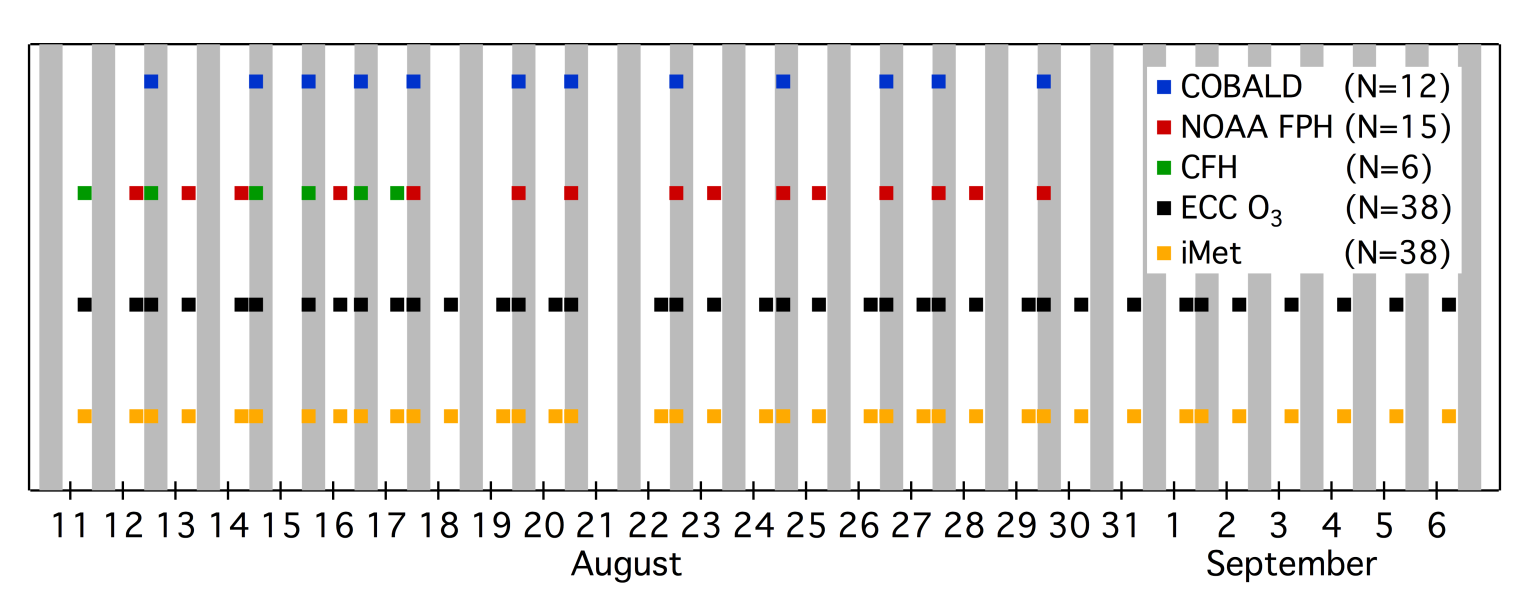 COBALD (N=12)
NOAA FPH (N=15)
CFH (N=6)
ECC O3 (N=38)
iMet (N=38)
11 12 13 14 15 16 17 18 19 20 21 22 23 24 25 26 27 28 29 30 31 1 2 3 4 5 6
August September